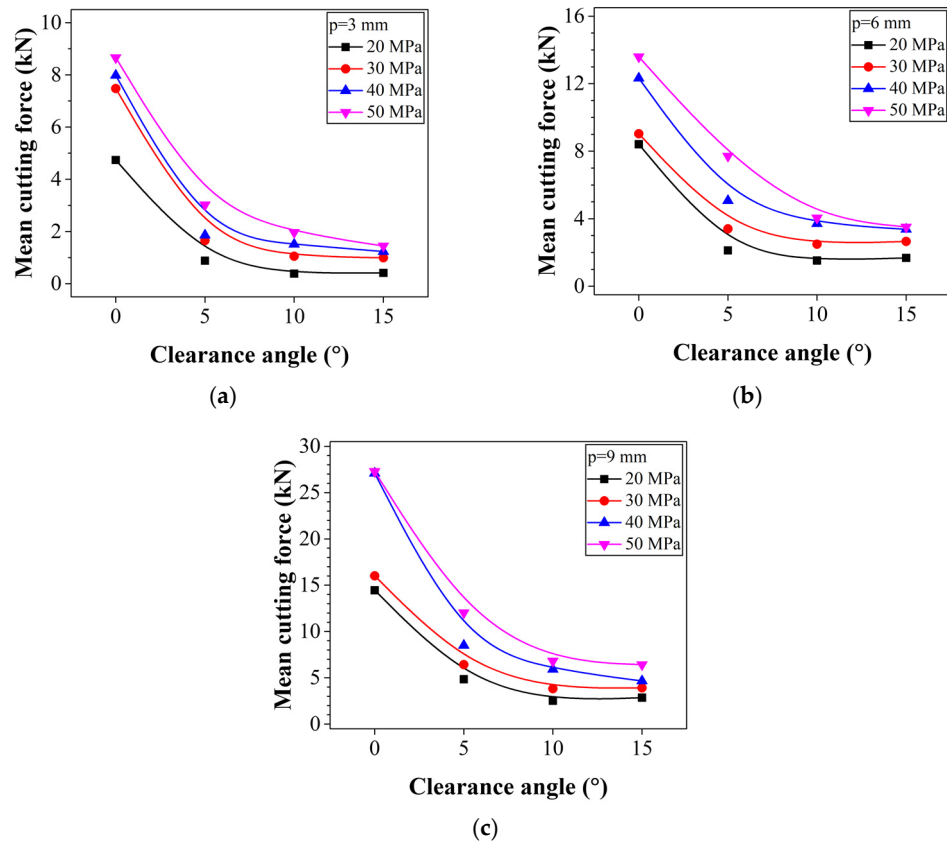 p=3 mm
20 MPa
30 MPa
40 MPa
50 MPa
10
8
6
4
2
0
Mean cutting force (kN)
0 5 10 15
Clearance angle (°)
(a)
p=6 mm
20 MPa
30 MPa
40 MPa
50 MPa
16
12
8
4
0
Mean cutting force (kN)
0 5 10 15
Clearance angle (°)
(b)
p=9 mm
20 MPa
30 MPa
40 MPa
50 MPa
30
25
20
15
10
5
0
Mean cutting force (kN)
0 5 10 15
Clearance angle (°)
(c)